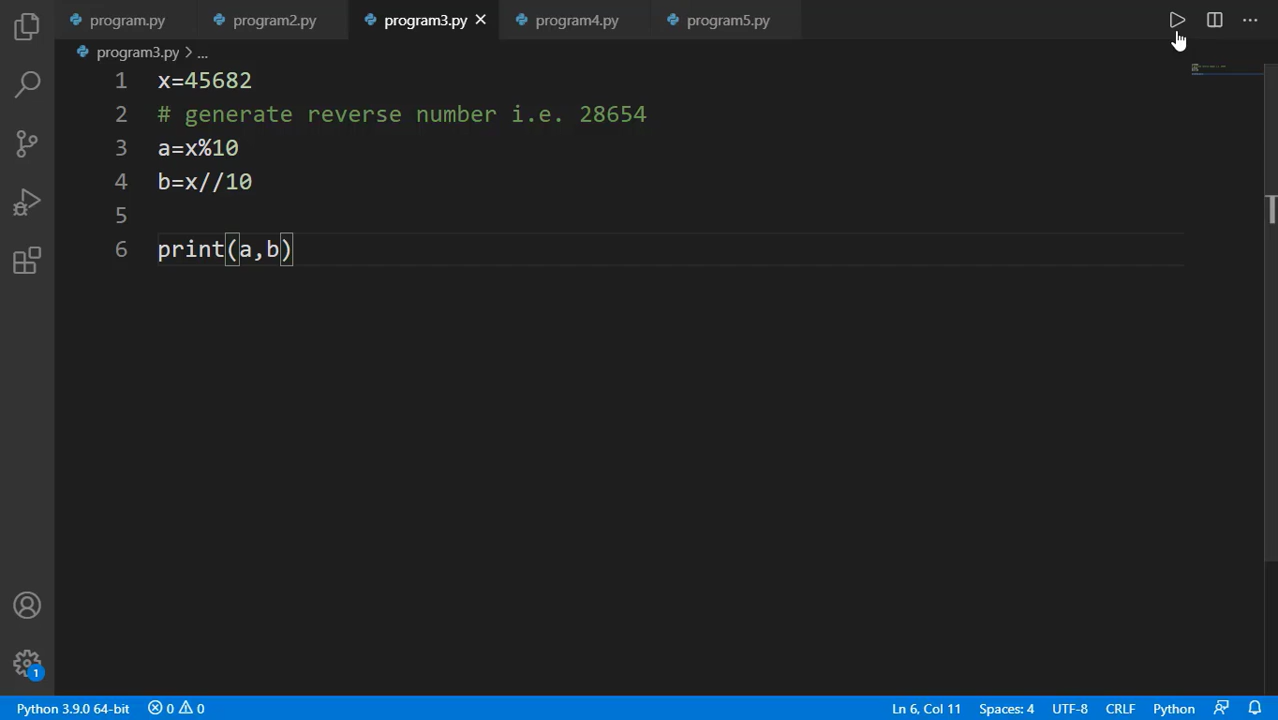 program.py program2.py program3.py program4.py program5.py
program3.py > ...
1 x=45682
2 # generate reverse number i.e. 28654
3 a=x%10
4 b=x//10
5
6 print(a,b)
1
Python 3.9.0 64-bit 0 0 Ln 6, Col 11 Spaces: 4 UTF-8 CRLF Python